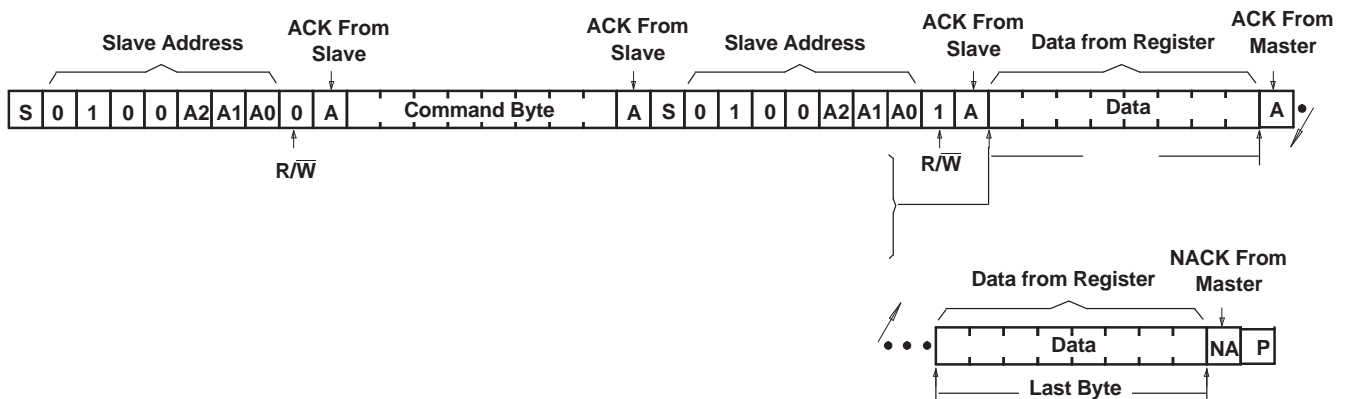 Slave Address
ACK From
Slave
ACK From
Slave
Slave Address
ACK From
Slave
Data from Register
ACK From
Master
S 0 1 0 0 A2 A1 A0 0 A Command Byte A S 0 1 0 0 A2 A1 A0 1 A Data A
R/W̅
R/W̅
Data from Register
NACK From
Master
Data NA P
Last Byte